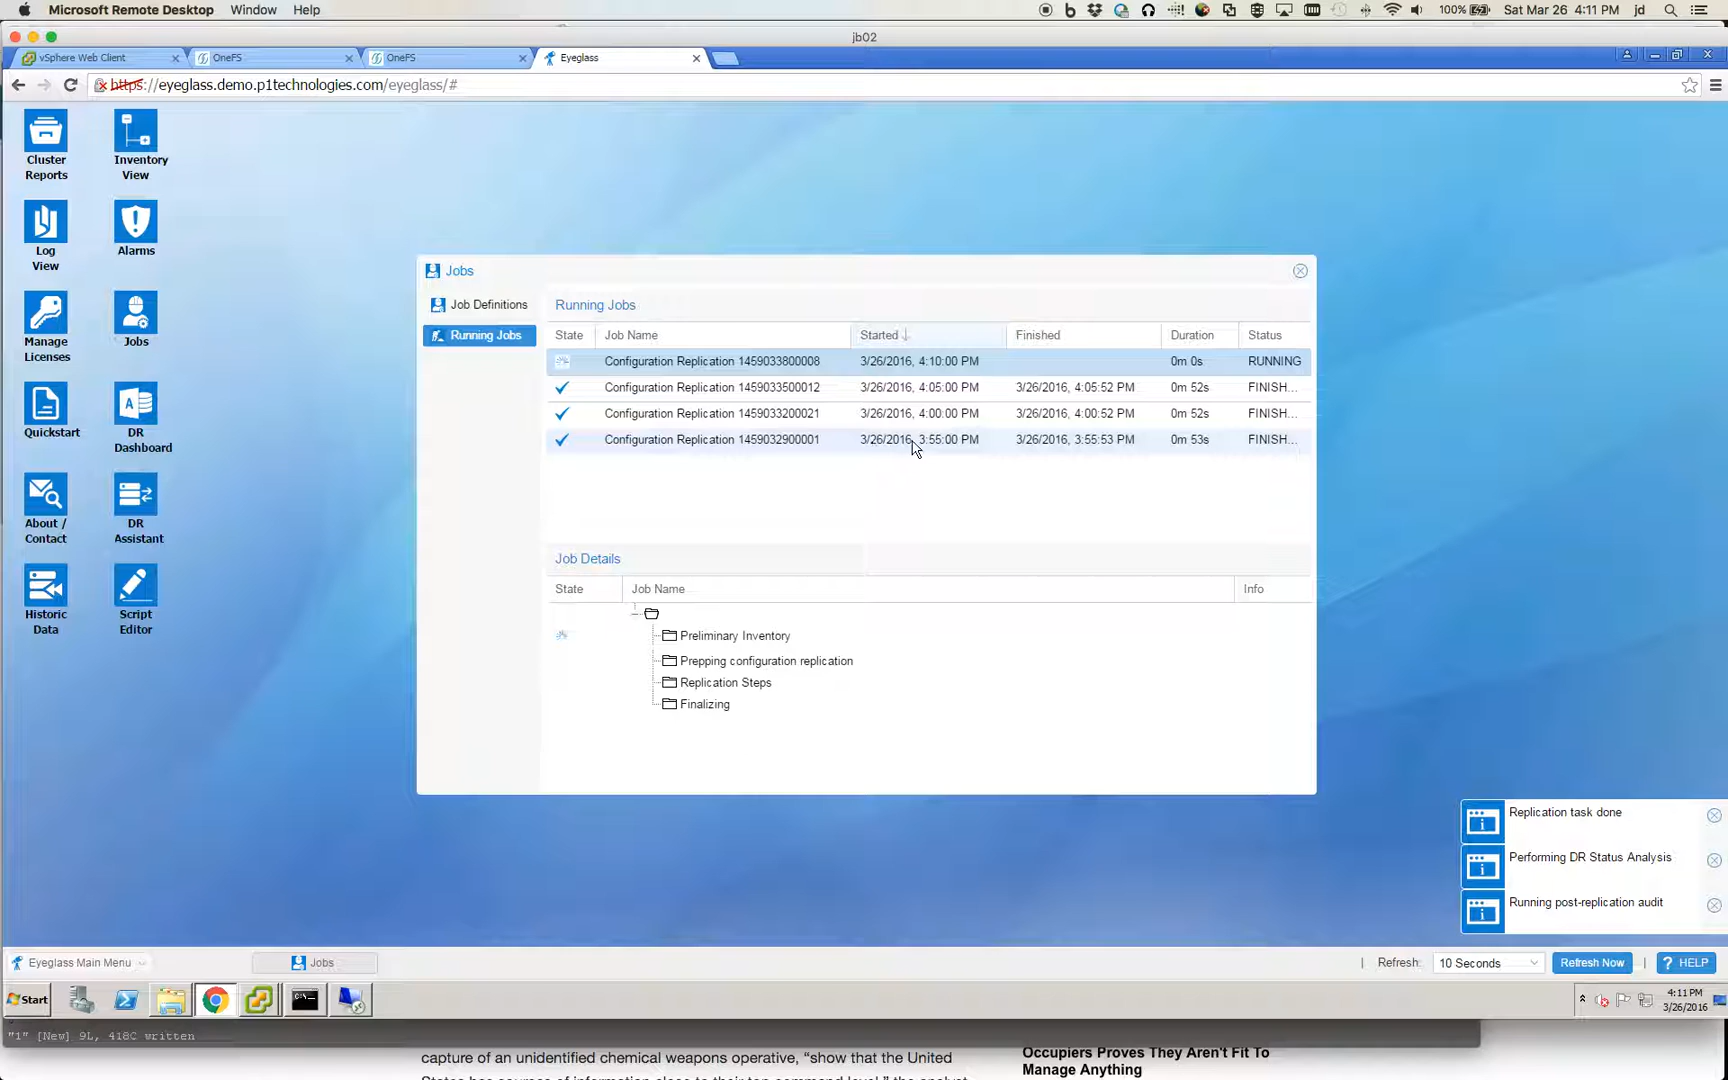 Microsoft Remote Desktop Window Help
100% Sat Mar 26 4:11 PM jd
jb02
vSphere Web Client
OneFS
OneFS
Eyeglass
https://eyeglass.demo.p1technologies.com/eyeglass/#
Cluster
Reports
Inventory
View
Log
View
Alarms
Manage
Licenses
Jobs
Quickstart
DR
Dashboard
About /
Contact
DR
Assistant
Historic
Data
Script
Editor
Jobs
Job Definitions
Running Jobs
Running Jobs
State Job Name Started Finished Duration Status
Configuration Replication 1459033800008 3/26/2016, 4:10:00 PM 0m 0s RUNNING
Configuration Replication 1459033500012 3/26/2016, 4:05:00 PM 3/26/2016, 4:05:52 PM 0m 52s FINISH...
Configuration Replication 1459033200021 3/26/2016, 4:00:00 PM 3/26/2016, 4:00:52 PM 0m 52s FINISH...
Configuration Replication 1459032900001 3/26/2016, 3:55:00 PM 3/26/2016, 3:55:53 PM 0m 53s FINISH...
Job Details
State Job Name Info
Preliminary Inventory
Prepping configuration replication
Replication Steps
Finalizing
Replication task done
Performing DR Status Analysis
Running post-replication audit
Eyeglass Main Menu
Jobs
Refresh: 10 Seconds Refresh Now ? HELP
Start
4:11 PM
3/26/2016
"1" [New] 9L, 418C written
capture of an unidentified chemical weapons operative, “show that the United
Occupiers Proves They Aren't Fit To
Manage Anything